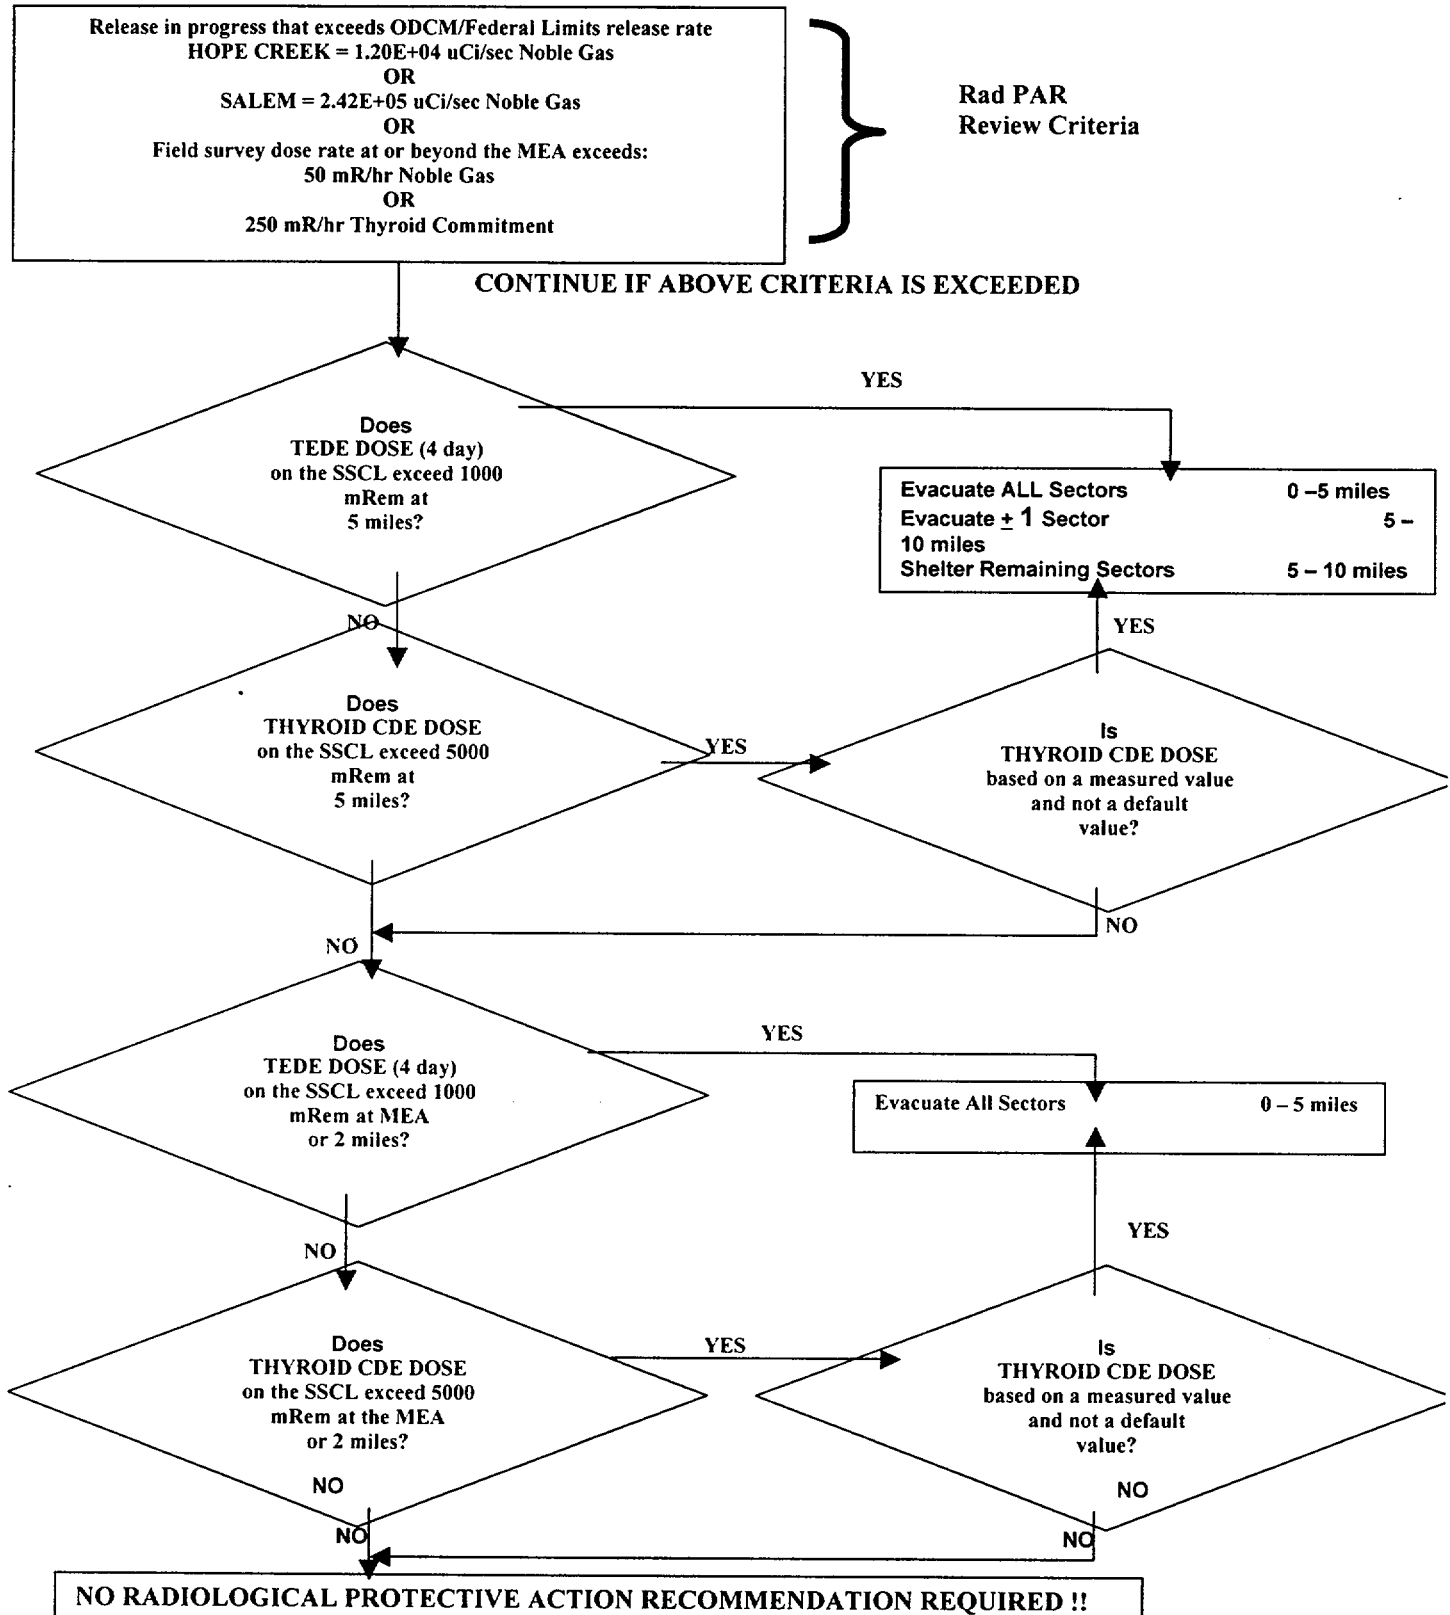 Release in progress that exceeds ODCM/Federal Limits release rate
HOPE CREEK = 1.20E+04 uCi/sec Noble Gas
OR
SALEM = 2.42E+05 uCi/sec Noble Gas
OR
Field survey dose rate at or beyond the MEA exceeds:
50 mR/hr Noble Gas
OR
250 mR/hr Thyroid Commitment
Rad PAR
Review Criteria
CONTINUE IF ABOVE CRITERIA IS EXCEEDED
YES
Does
TEDE DOSE (4 day)
on the SSCL exceed 1000
mRem at
5 miles?
Evacuate ALL Sectors 0 –5 miles
Evacuate ± 1 Sector 5 –
10 miles
Shelter Remaining Sectors 5 – 10 miles
NO
YES
Does
THYROID CDE DOSE
on the SSCL exceed 5000
mRem at
5 miles?
YES
Is
THYROID CDE DOSE
based on a measured value
and not a default
value?
NO
NO
YES
Does
TEDE DOSE (4 day)
on the SSCL exceed 1000
mRem at MEA
or 2 miles?
Evacuate All Sectors 0 – 5 miles
NO
YES
Does
THYROID CDE DOSE
on the SSCL exceed 5000
mRem at the MEA
or 2 miles?
NO
YES
Is
THYROID CDE DOSE
based on a measured value
and not a default
value?
NO
NO
NO
NO RADIOLOGICAL PROTECTIVE ACTION RECOMMENDATION REQUIRED !!